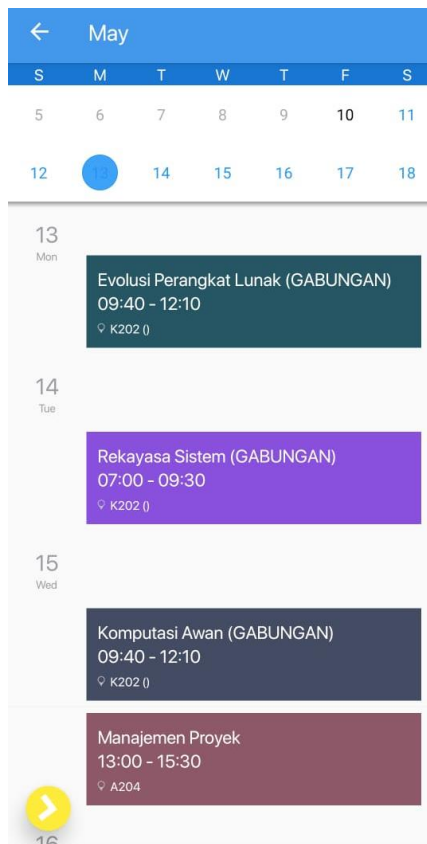 May
S M T W T F S
5 6 7 8 9 10 11
12 13 14 15 16 17 18
13
Mon
Evolusi Perangkat Lunak (GABUNGAN)
09:40 - 12:10
K202 ()
14
Tue
Rekayasa Sistem (GABUNGAN)
07:00 - 09:30
K202 ()
15
Wed
Komputasi Awan (GABUNGAN)
09:40 - 12:10
K202 ()
Manajemen Proyek
13:00 - 15:30
A204
16